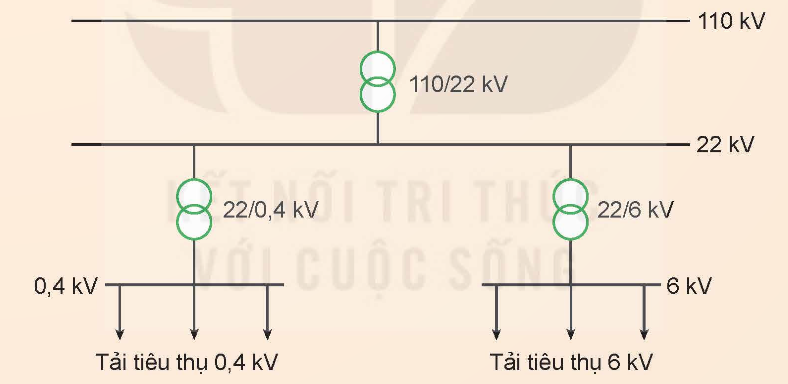 110 kV
110/22 kV
22 kV
KẾT NỐI TRI THỨC
22/0,4 kV
22/6 kV
VỚI CUỘC SỐNG
0,4 kV
6 kV
Tải tiêu thụ 0,4 kV
Tải tiêu thụ 6 kV